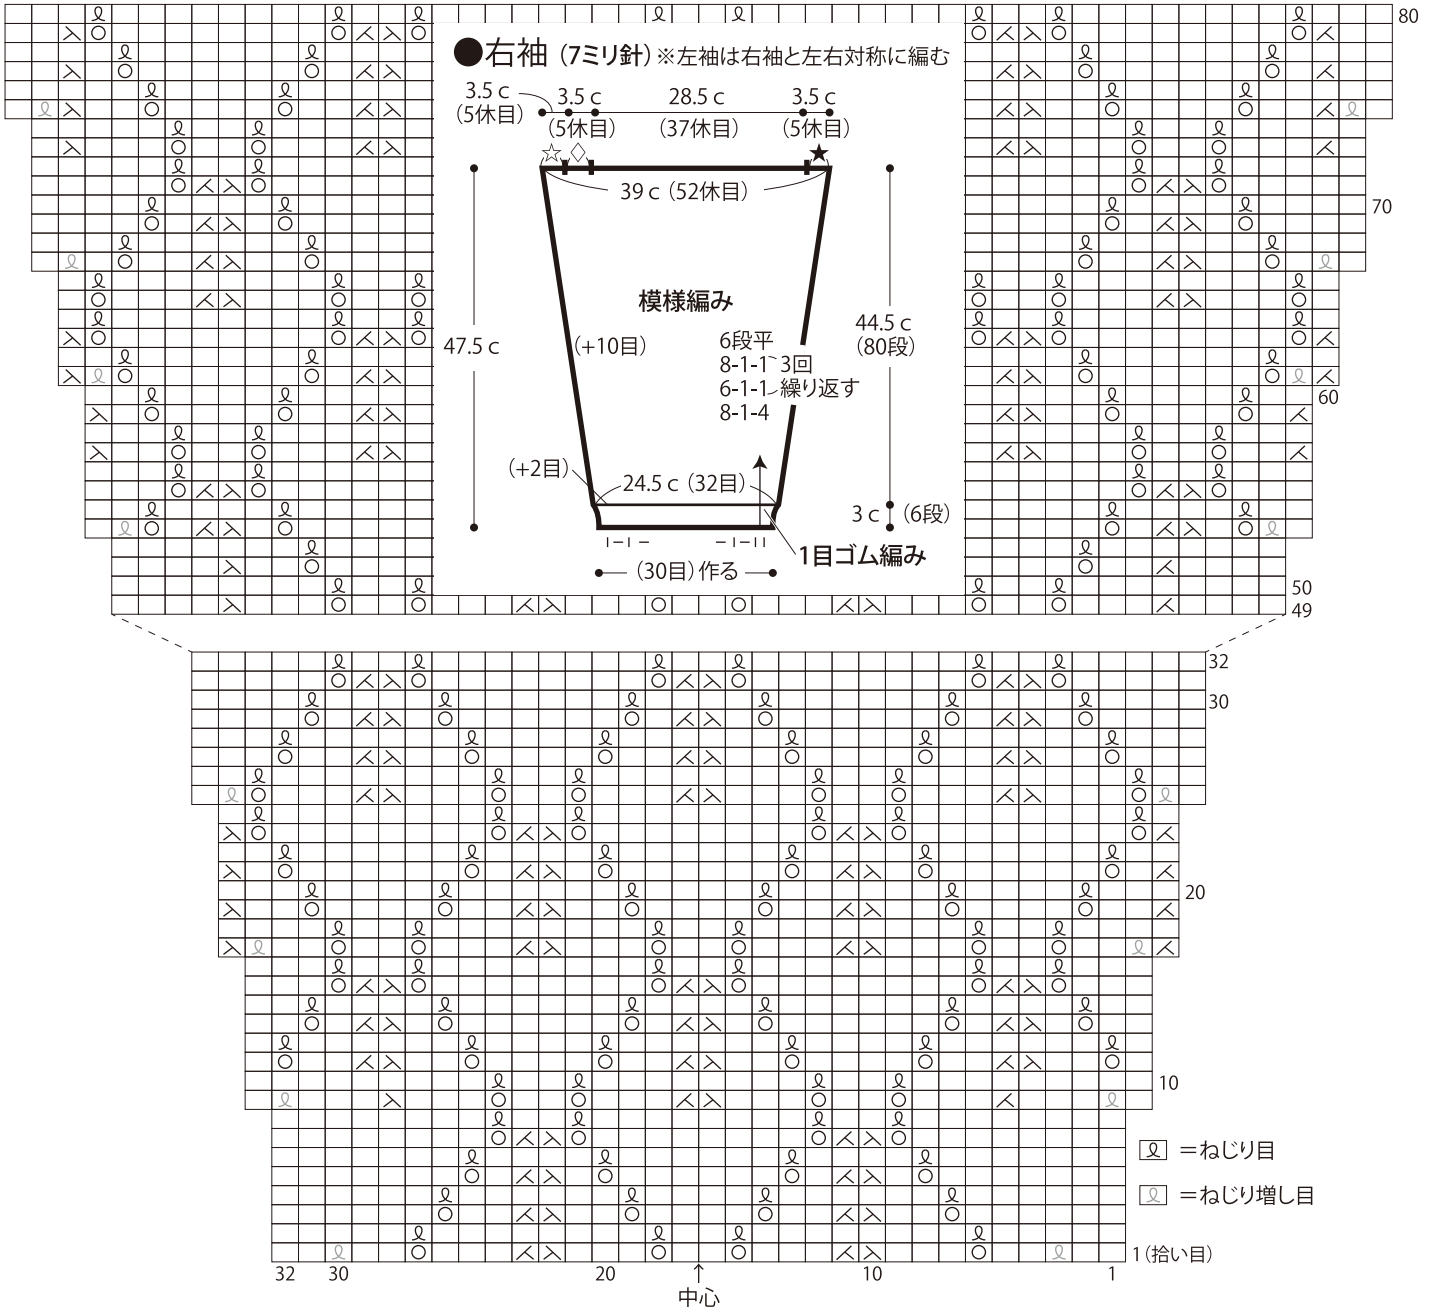 80
●右袖（7ミリ針）※左袖は右袖と左右対称に編む
3.5 c
（5休目）
3.5 c
（5休目）
28.5 c
（37休目）
3.5 c
（5休目）
☆ ◇ ★
39 c（52休目）
70
模様編み
47.5 c
（+10目）
6段平
8-1-1
6-1-1
3回
繰り返す
8-1-4
44.5 c
（80段）
60
（+2目）
24.5 c（32目）
3 c（6段）
1目ゴム編み
（30目）作る
50
49
32
30
20
10
=ねじり目
=ねじり増し目
1（拾い目）
32 30 20 10 1
↑
中心